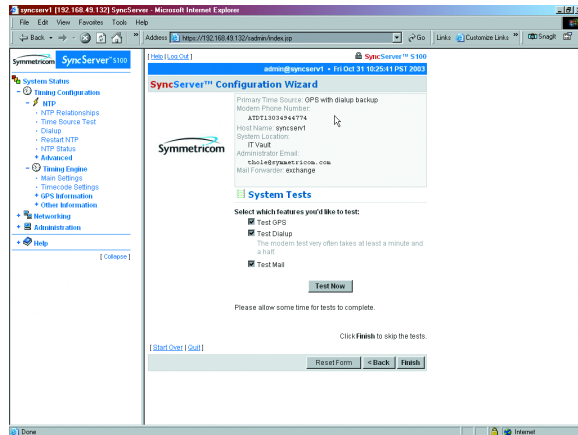 syncserv1 [192.168.49.132] SyncServer - Microsoft Internet Explorer
File Edit View Favorites Tools Help
Back
Address https://192.168.49.132/sadmin/index.jsp Go Links Customize Links SnagIt
Symmetricom SyncServer™ S100
System Status
Timing Configuration
NTP
NTP Relationships
Time Source Test
Dialup
Restart NTP
NTP Status
Advanced
Timing Engine
Main Settings
Timecode Settings
GPS Information
Other Information
Networking
Administration
Help
[ Collapse ]
[ Help | Log Out ]
SyncServer™ S100
admin@syncserv1 • Fri Oct 31 10:25:41 PST 2003
SyncServer™ Configuration Wizard
Symmetricom
Primary Time Source: GPS with dialup backup
Modem Phone Number:
ATDT13034944774
Host Name: syncserv1
System Location:
IT Vault
Administrator Email:
thole@symmetricom.com
Mail Forwarder: exchange
System Tests
Select which features you'd like to test:
Test GPS
Test Dialup
The modem test very often takes at least a minute and
a half.
Test Mail
Test Now
Please allow some time for tests to complete.
Click Finish to skip the tests.
[ Start Over | Quit ]
Reset Form < Back Finish
Done
Internet